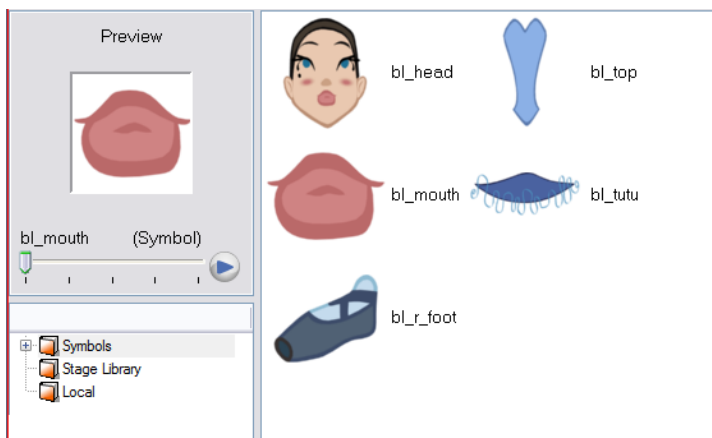 Preview
bl_mouth (Symbol)
Symbols
Stage Library
Local
bl_head
bl_top
bl_mouth
bl_tutu
bl_r_foot